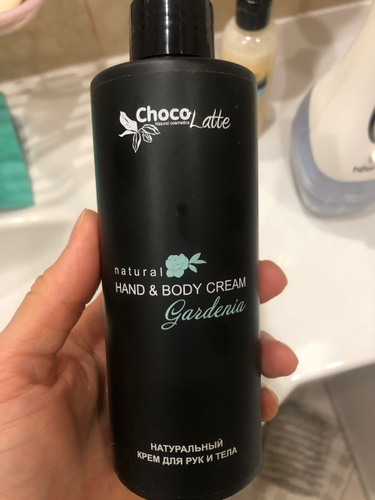 Choco Latte
natural cosmetics
natural
HAND & BODY CREAM
Gardenia
НАТУРАЛЬНЫЙ
КРЕМ ДЛЯ РУК И ТЕЛА